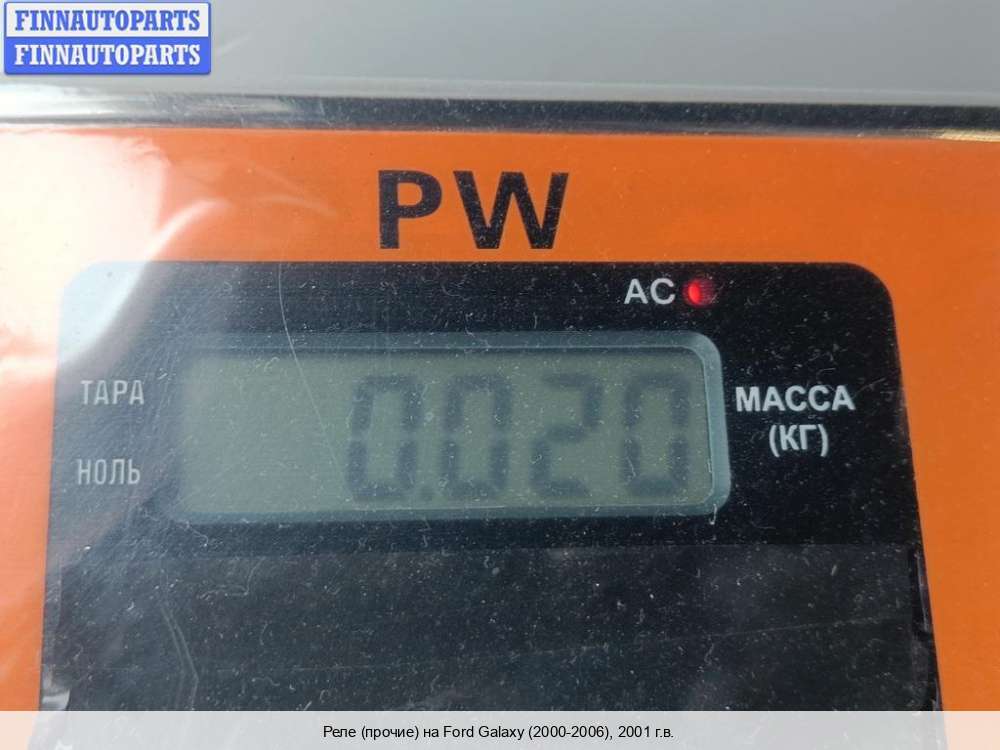 FINNAUTOPARTS
FINNAUTOPARTS
PW
AC
ТАРА
НОЛЬ
0.020
МАССА
(КГ)
Реле (прочие) на Ford Galaxy (2000-2006), 2001 г.в.